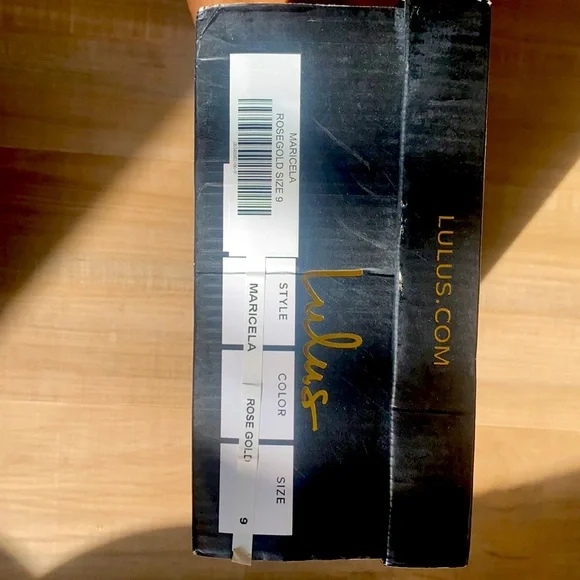 LULUS.COM
Lulus
MARICELA
ROSEGOLD SIZE 9
STYLE
COLOR
SIZE
MARICELA
ROSE GOLD
9